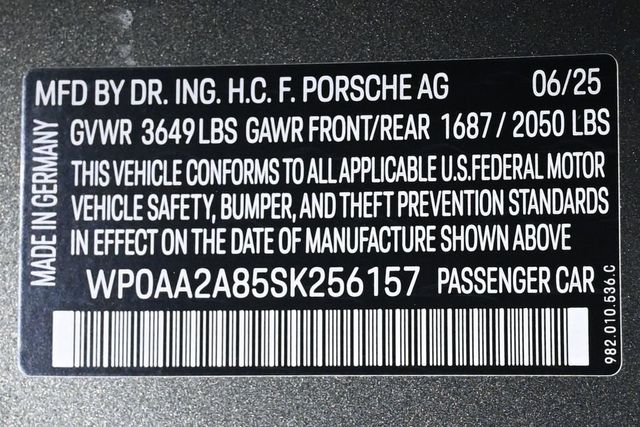 MFD BY DR. ING. H.C. F. PORSCHE AG 06/25
GVWR 3649 LBS GAWR FRONT/REAR 1687 / 2050 LBS
THIS VEHICLE CONFORMS TO ALL APPLICABLE U.S.FEDERAL MOTOR
VEHICLE SAFETY, BUMPER, AND THEFT PREVENTION STANDARDS
IN EFFECT ON THE DATE OF MANUFACTURE SHOWN ABOVE
WP0AA2A85SK256157 PASSENGER CAR
MADE IN GERMANY
982.010.536.C